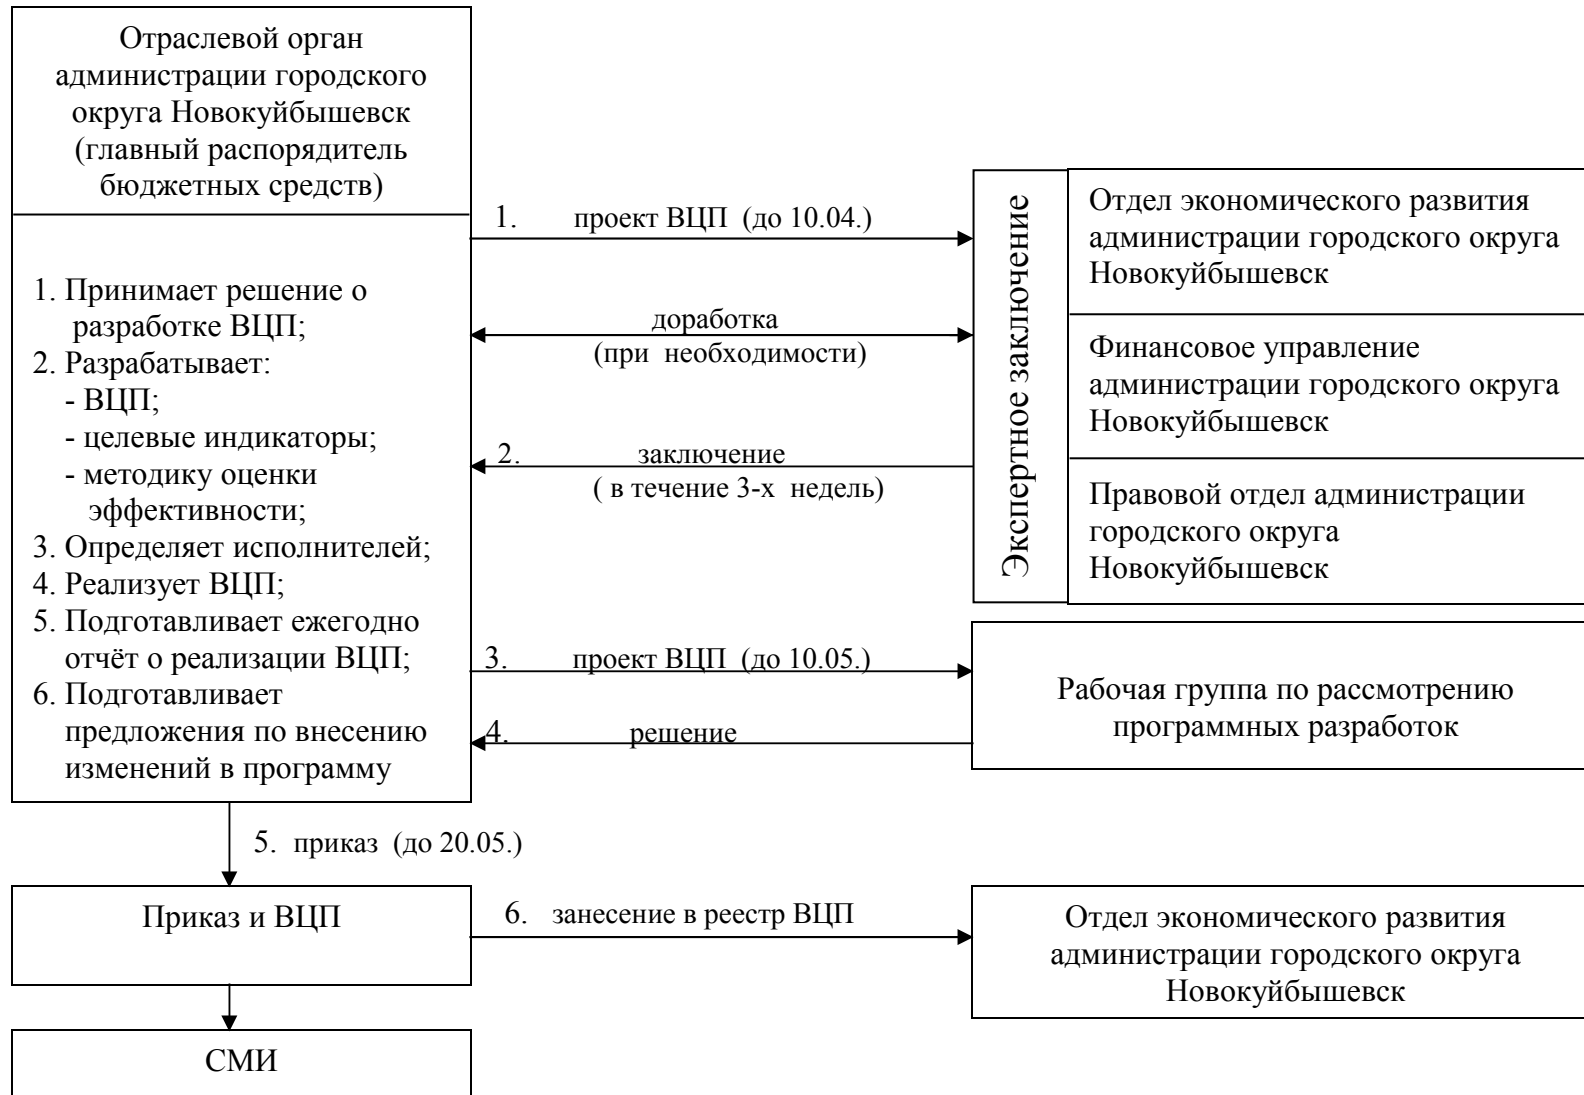 Отраслевой орган
администрации городского
округа Новокуйбышевск
(главный распорядитель
бюджетных средств)
1. Принимает решение о
разработке ВЦП;
2. Разрабатывает:
- ВЦП;
- целевые индикаторы;
- методику оценки
эффективности;
3. Определяет исполнителей;
4. Реализует ВЦП;
5. Подготавливает ежегодно
отчёт о реализации ВЦП;
6. Подготавливает
предложения по внесению
изменений в программу
1. проект ВЦП (до 10.04.)
доработка
(при необходимости)
2. заключение
( в течение 3-х недель)
Экспертное заключение
Отдел экономического развития
администрации городского округа
Новокуйбышевск
Финансовое управление
администрации городского округа
Новокуйбышевск
Правовой отдел администрации
городского округа
Новокуйбышевск
3. проект ВЦП (до 10.05.)
4. решение
Рабочая группа по рассмотрению
программных разработок
5. приказ (до 20.05.)
Приказ и ВЦП
6. занесение в реестр ВЦП
Отдел экономического развития
администрации городского округа
Новокуйбышевск
СМИ